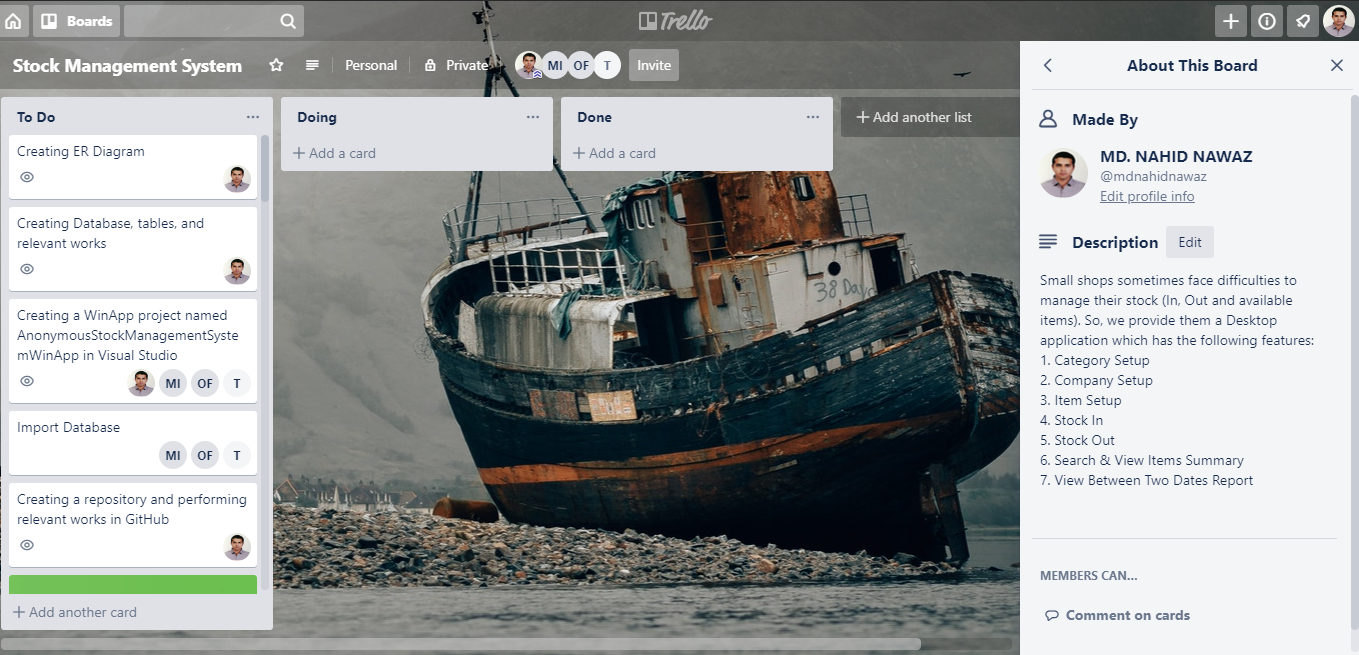 Boards
Trello
Stock Management System
Personal
Private
MI
OF
T
Invite
To Do
Creating ER Diagram
Creating Database, tables, and
relevant works
Creating a WinApp project named
AnonymousStockManagementSyste
mWinApp in Visual Studio
MI
OF
T
Import Database
MI
OF
T
Creating a repository and performing
relevant works in GitHub
+ Add another card
Doing
+ Add a card
Done
+ Add a card
+ Add another list
38 Days
About This Board
Made By
MD. NAHID NAWAZ
@mdnahidnawaz
Edit profile info
Description
Edit
Small shops sometimes face difficulties to
manage their stock (In, Out and available
items). So, we provide them a Desktop
application which has the following features:
1. Category Setup
2. Company Setup
3. Item Setup
4. Stock In
5. Stock Out
6. Search & View Items Summary
7. View Between Two Dates Report
MEMBERS CAN...
Comment on cards